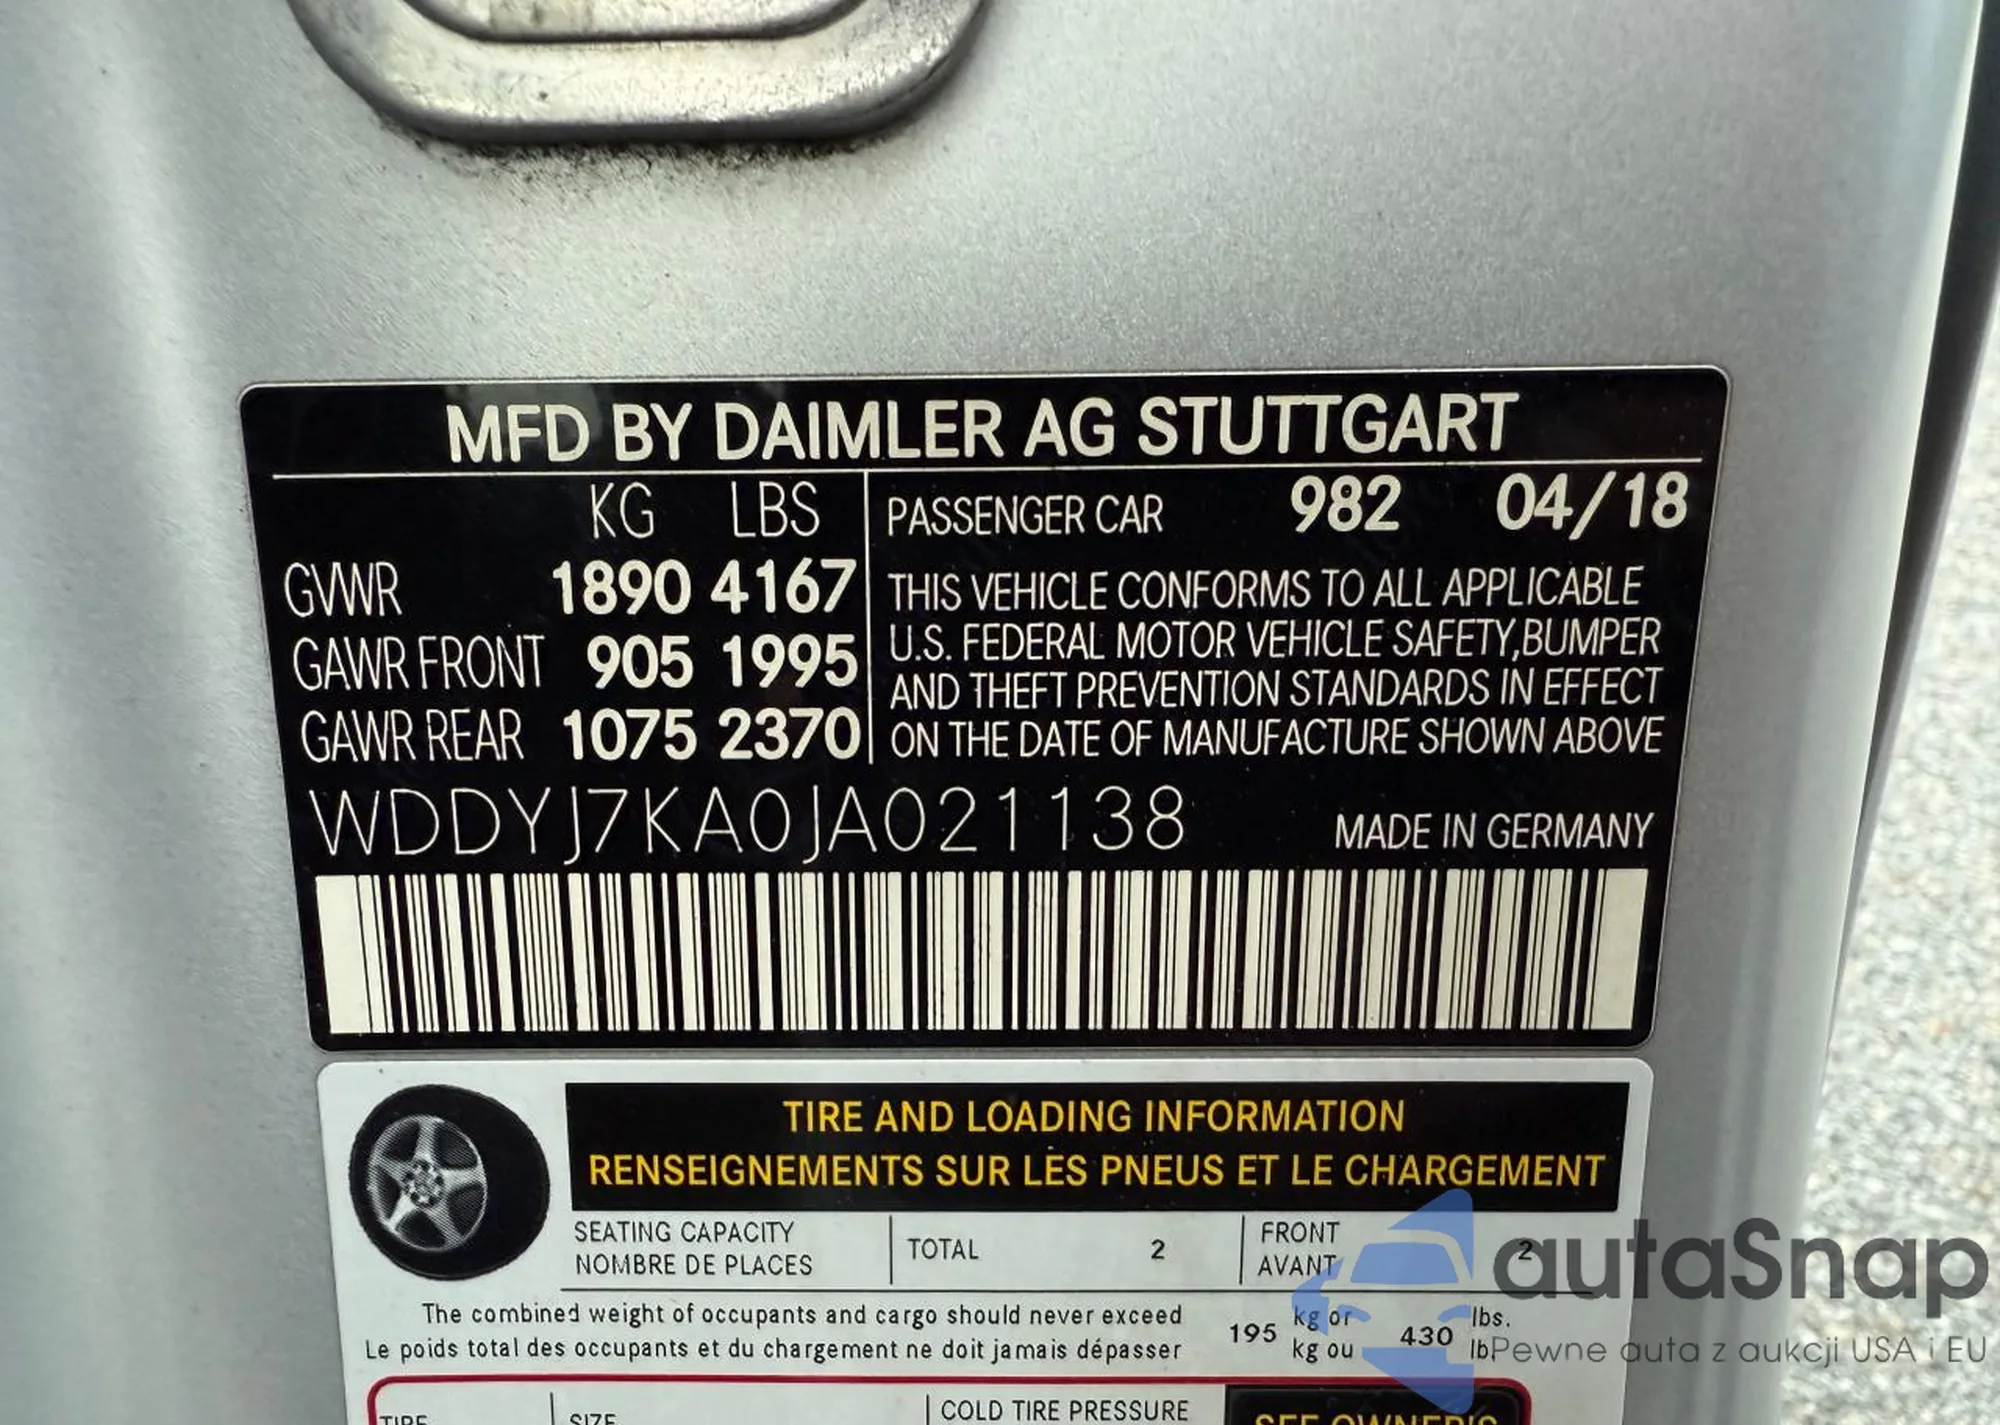 MFD BY DAIMLER AG STUTTGART
KG LBS
GVWR 1890 4167
GAWR FRONT 905 1995
GAWR REAR 1075 2370
PASSENGER CAR 982 04/18
THIS VEHICLE CONFORMS TO ALL APPLICABLE
U.S. FEDERAL MOTOR VEHICLE SAFETY,BUMPER
AND THEFT PREVENTION STANDARDS IN EFFECT
ON THE DATE OF MANUFACTURE SHOWN ABOVE
WDDYJ7KA0JA021138
MADE IN GERMANY
TIRE AND LOADING INFORMATION
RENSEIGNEMENTS SUR LES PNEUS ET LE CHARGEMENT
SEATING CAPACITY
NOMBRE DE PLACES
TOTAL 2
FRONT
AVANT
2
The combined weight of occupants and cargo should never exceed
Le poids total des occupants et du chargement ne doit jamais dépasser
195 kg or
kg ou
430 lbs.
lb.
TIRE
SIZE
COLD TIRE PRESSURE
SEE OWNER'S
autaSnap
Pewne auta z aukcji USA i EU